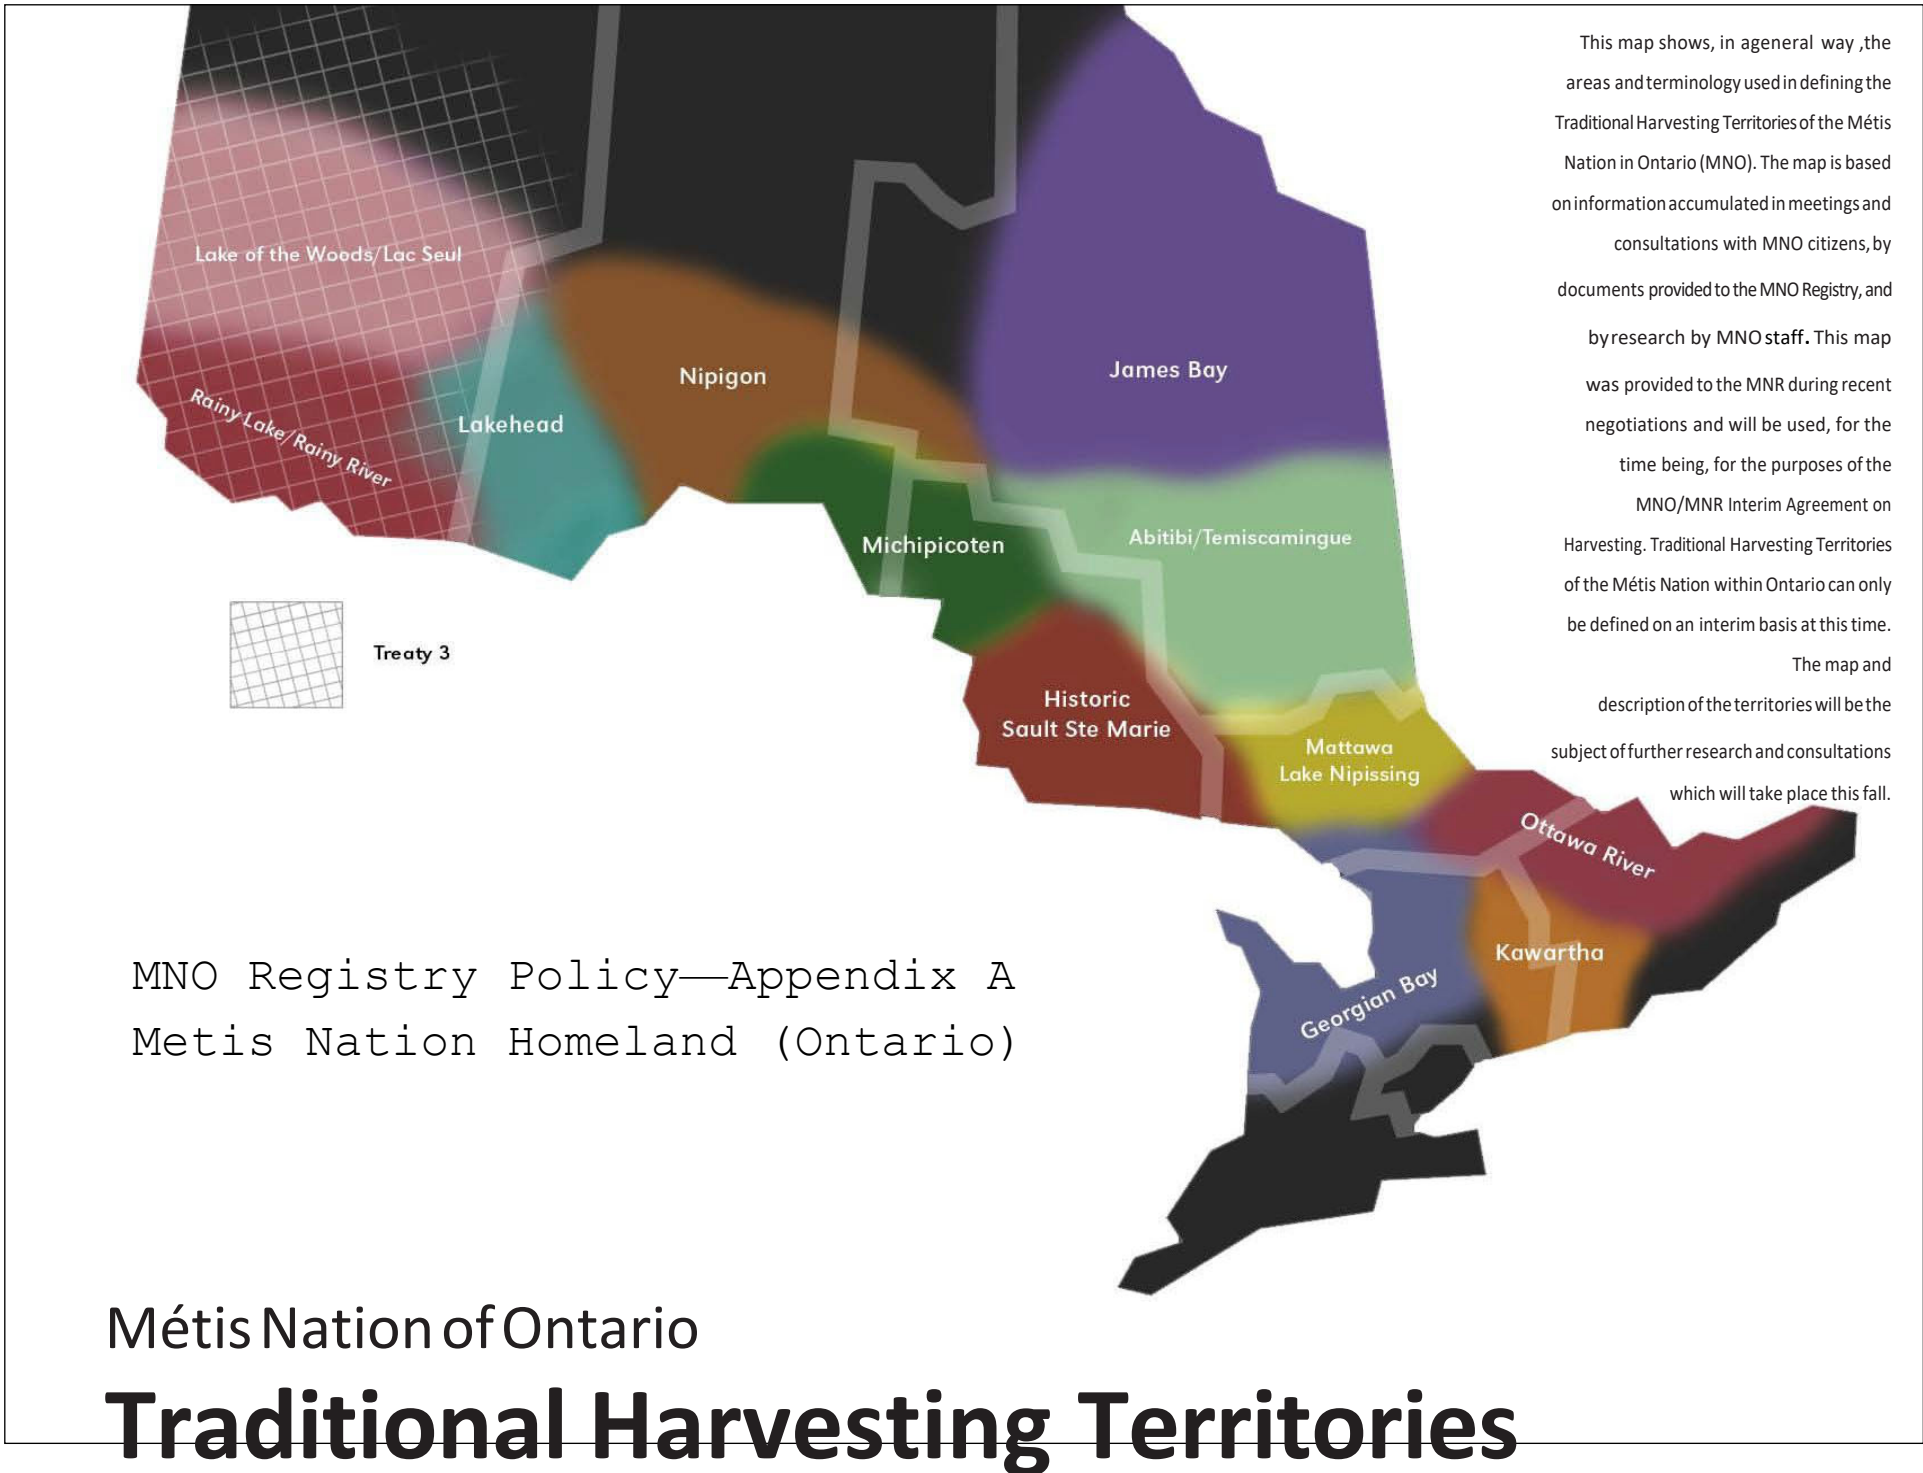 This map shows, in ageneral way ,the
areas and terminology used in defining the
Traditional Harvesting Territories of the Métis
Nation in Ontario (MNO). The map is based
on information accumulated in meetings and
consultations with MNO citizens, by
documents provided to the MNO Registry, and
by research by MNO staff. This map
was provided to the MNR during recent
negotiations and will be used, for the
time being, for the purposes of the
MNO/MNR Interim Agreement on
Harvesting. Traditional Harvesting Territories
of the Métis Nation within Ontario can only
be defined on an interim basis at this time.
The map and
description of the territories will be the
subject of further research and consultations
which will take place this fall.
Lake of the Woods/Lac Seul
Rainy Lake/Rainy River
Lakehead
Nipigon
James Bay
Michipicoten
Abitibi/Temiscamingue
Treaty 3
Historic
Sault Ste Marie
Mattawa
Lake Nipissing
Ottawa River
Kawartha
Georgian Bay
MNO Registry Policy—Appendix A
Metis Nation Homeland (Ontario)
Métis Nation of Ontario
Traditional Harvesting Territories